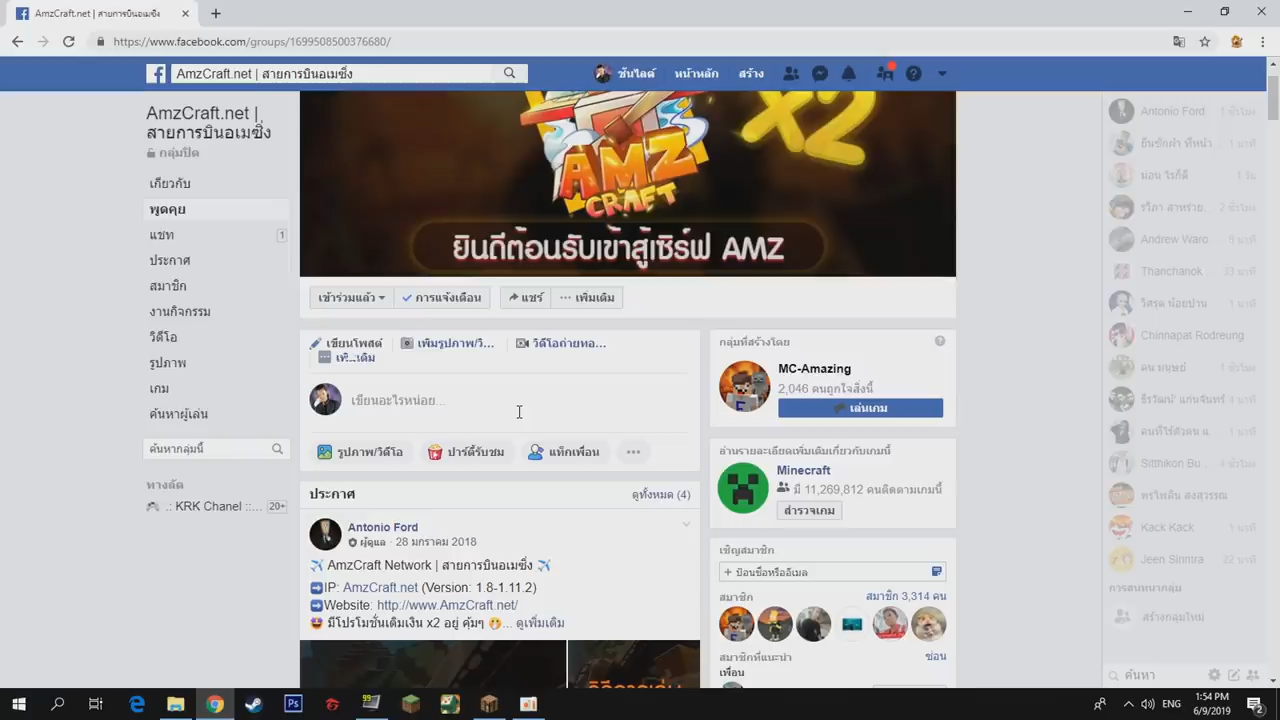 AmzCraft.net | สายการบินอเมซิ่ง
https://www.facebook.com/groups/1699508500376680/
AmzCraft.net | สายการบินอเมซิ่ง
ซันไดค์
หน้าหลัก
สร้าง
AmzCraft.net |
สายการบินอเมซิ่ง
กลุ่มปิด
เกี่ยวกับ
พูดคุย
แชท
1
ประกาศ
สมาชิก
งานกิจกรรม
วิดีโอ
รูปภาพ
เกม
ค้นหาผู้เล่น
ค้นหากลุ่มนี้
ทางลัด
.: KRK Chanel ::... 20+
X2
AMZ
CRAFT
ยินดีต้อนรับเข้าสู้เซิร์ฟ AMZ
เข้าร่วมแล้ว
การแจ้งเตือน
แชร์
เพิ่มเติม
เขียนโพสต์
เพิ่มรูปภาพ/วิ...
วิดีโอถ่ายทอ...
เพิ่มเติม
เขียนอะไรหน่อย...
รูปภาพ/วิดีโอ
ปาร์ตี้รับชม
แท็กเพื่อน
ประกาศ
ดูทั้งหมด (4)
Antonio Ford
ผู้ดูแล · 28 มกราคม 2018
✈️ AmzCraft Network | สายการบินอเมซิ่ง ✈️
➡️IP: AmzCraft.net (Version: 1.8-1.11.2)
➡️Website: http://www.AmzCraft.net/
🤩 มีโปรโมชั่นเติมเงิน x2 อยู่ คุ้มๆ 🤭... ดูเพิ่มเติม
กลุ่มที่สร้างโดย
MC-Amazing
2,046 คนถูกใจสิ่งนี้
เล่นเกม
อ่านรายละเอียดเพิ่มเติมเกี่ยวกับเกมนี้
Minecraft
มี 11,269,812 คนติดตามเกมนี้
สำรวจเกม
เชิญสมาชิก
+ ป้อนชื่อหรืออีเมล
สมาชิก
สมาชิก 3,314 คน
สมาชิกที่แนะนำ
ซ่อน
เพื่อน
Antonio Ford 1 ชั่วโมง
1 นาที
ม่อน ไรก็ดี 1 วัน
2 ชั่วโมง
Andrew Waro...
Thanchanok 33 นาที
วิศรุต น้อยปวน
Chinnapat Rodreung
คน มนุษย์
ธีรวัฒน์ แก่นจันทร์
Sitthikon Bu...
พรไพลิน สงสุวรรณ
Kack Kack
Jeen Sinntra
การสนทนากลุ่ม
สร้างกลุ่มใหม่
ค้นหา
ENG
1:54 PM
6/9/2019
2